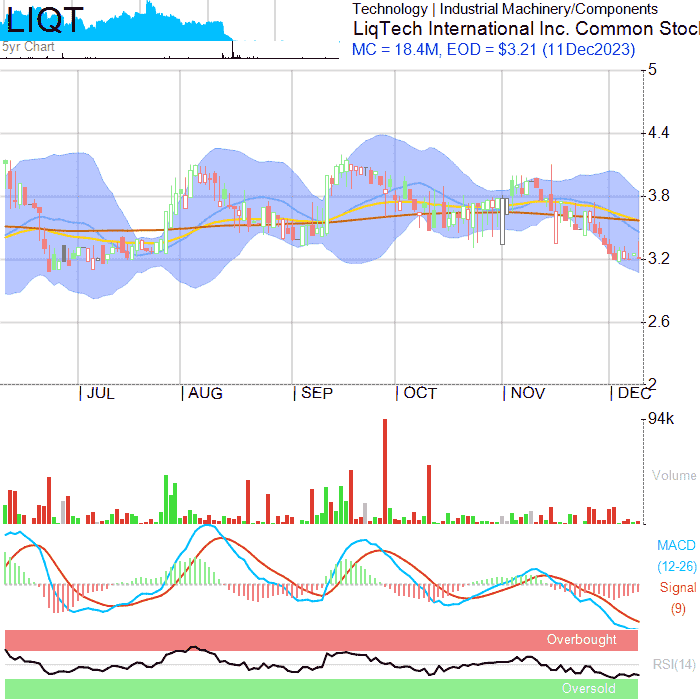 LIQT
5yr Chart
Technology | Industrial Machinery/Components
LiqTech International Inc. Common Stoc
MC = 18.4M, EOD = $3.21 (11Dec2023)
5
4.4
3.8
3.2
2.6
2
JUL
AUG
SEP
OCT
NOV
DEC
94k
Volume
MACD
(12-26)
Signal
(9)
Overbought
RSI(14)
Oversold